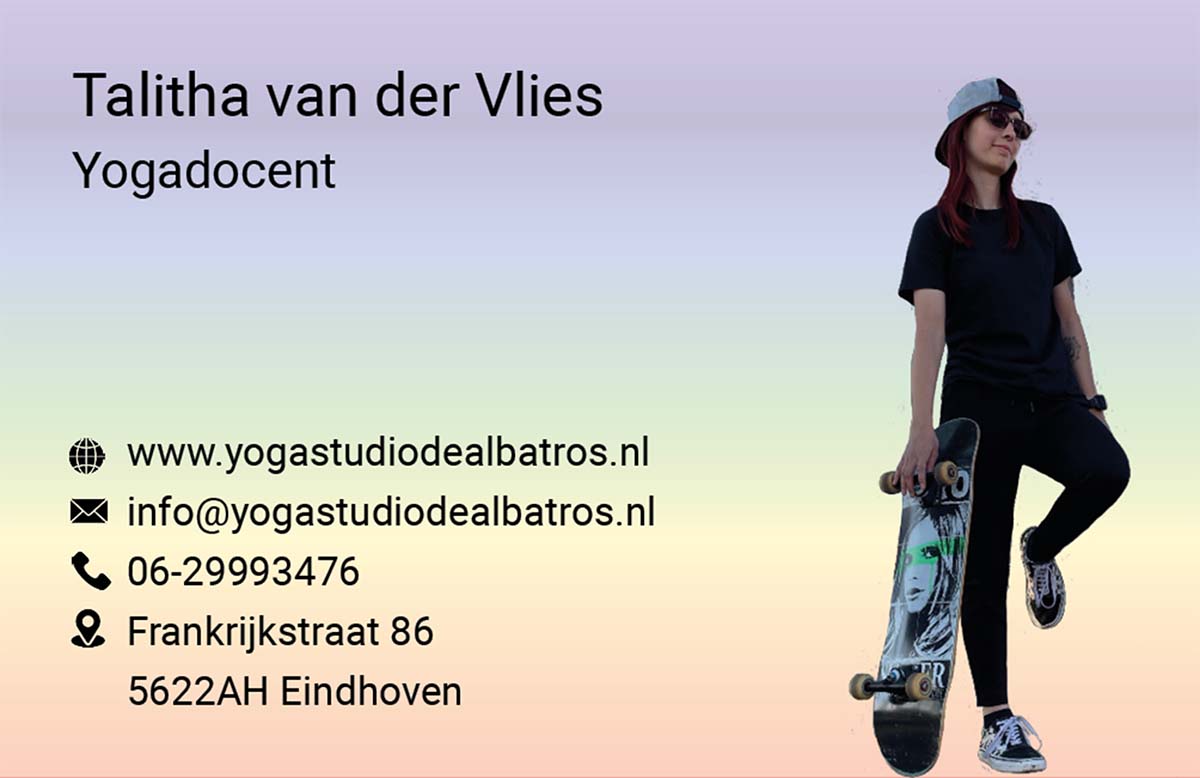 Talitha van der Vlies
Yogadocent
www.yogastudiodealbatros.nl
info@yogastudiodealbatros.nl
06-29993476
Frankrijkstraat 86
5622AH Eindhoven